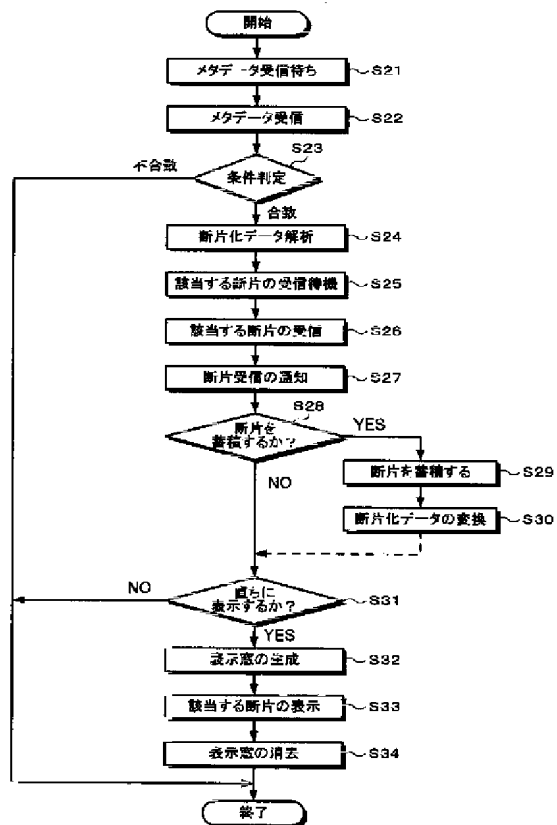 開始
メタデータ受信待ち
S21
メタデータ受信
S22
S23
不合数
条件判定
合数
断片化データ解析
S24
該当する断片の受信待機
S25
該当する断片の受信
S26
断片受信の通知
S27
S28
断片を
蓄積するか?
YES
NO
断片を蓄積する
S29
断片化データの変換
S30
直ちに
表示するか?
S31
NO
YES
表示窓の生成
S32
該当する断片の表示
S33
表示窓の消去
S34
終了